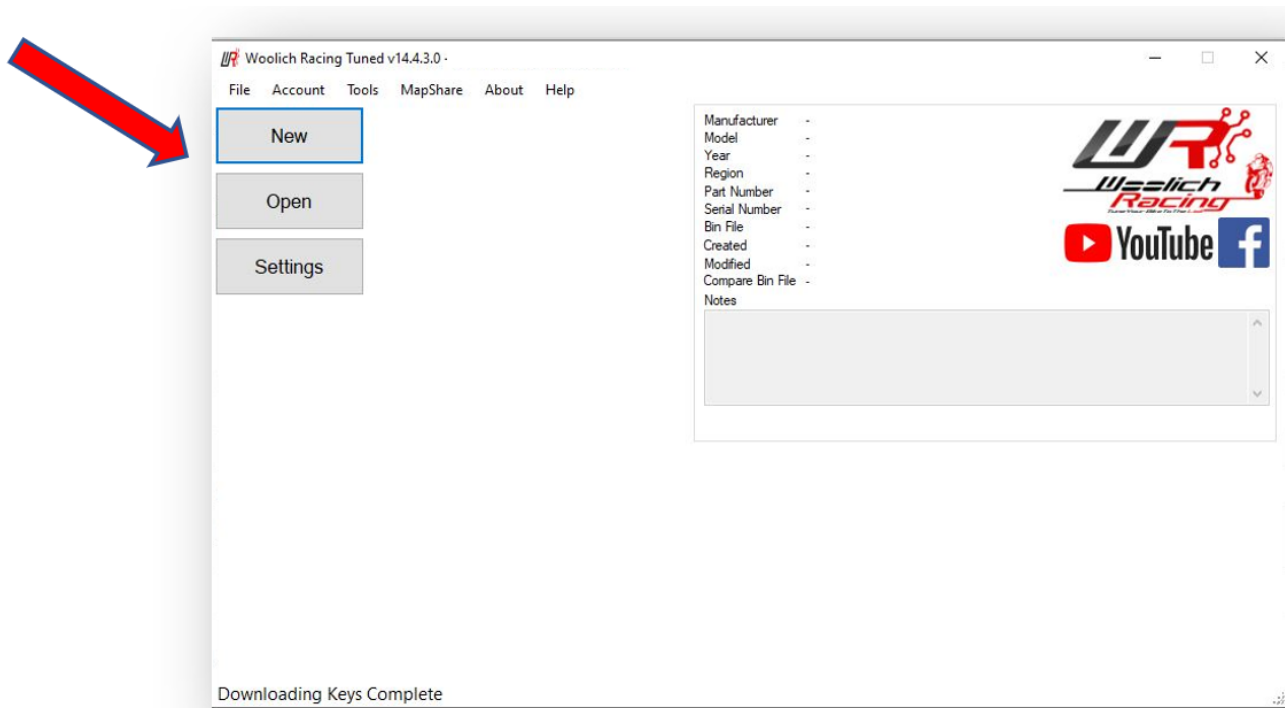 Woolich Racing Tuned v14.4.3.0 -
File Account Tools MapShare About Help
New
Open
Settings
Manufacturer -
Model -
Year -
Region -
Part Number -
Serial Number -
Bin File -
Created -
Modified -
Compare Bin File -
Notes
WR
Woolich
Racing
YouTube f
Downloading Keys Complete